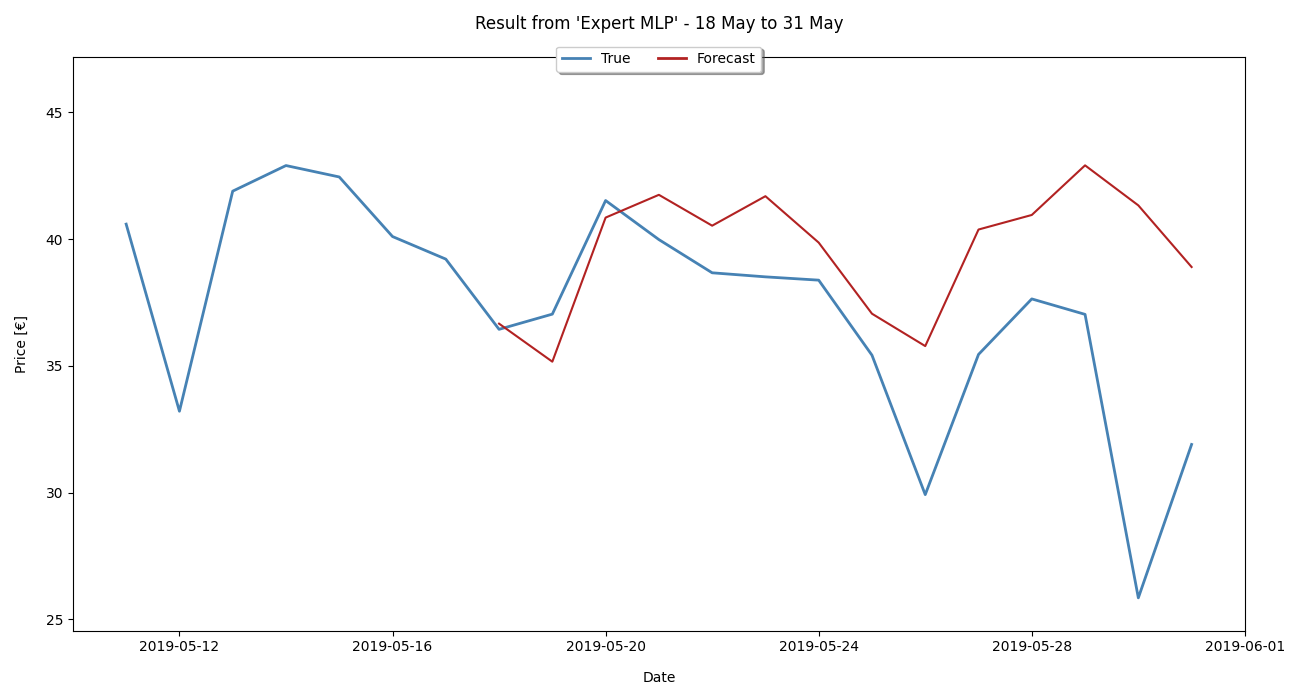 Result from 'Expert MLP' - 18 May to 31 May
True Forecast
45
40
35
30
25
Price [€]
2019-05-12 2019-05-16 2019-05-20 2019-05-24 2019-05-28 2019-06-01
Date